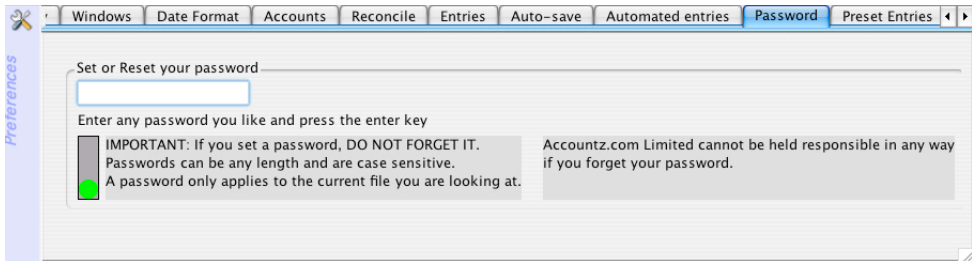 Windows
Date Format
Accounts
Reconcile
Entries
Auto-save
Automated entries
Password
Preset Entries
Preferences
Set or Reset your password
Enter any password you like and press the enter key
IMPORTANT: If you set a password, DO NOT FORGET IT.
Passwords can be any length and are case sensitive.
A password only applies to the current file you are looking at.
Accountz.com Limited cannot be held responsible in any way
if you forget your password.